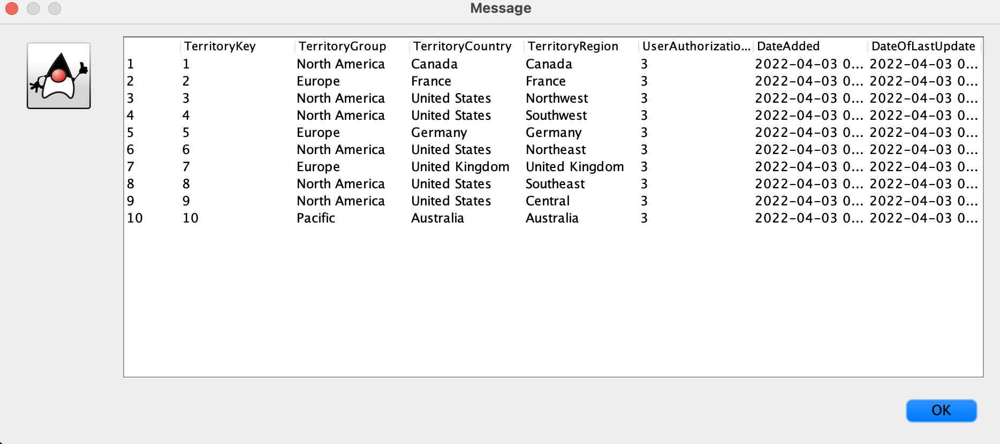 Message
TerritoryKey TerritoryGroup TerritoryCountry TerritoryRegion UserAuthorizatio... DateAdded DateOfLastUpdate
1 1 North America Canada Canada 3 2022-04-03 0... 2022-04-03 0...
2 2 Europe France France 3 2022-04-03 0... 2022-04-03 0...
3 3 North America United States Northwest 3 2022-04-03 0... 2022-04-03 0...
4 4 North America United States Southwest 3 2022-04-03 0... 2022-04-03 0...
5 5 Europe Germany Germany 3 2022-04-03 0... 2022-04-03 0...
6 6 North America United States Northeast 3 2022-04-03 0... 2022-04-03 0...
7 7 Europe United Kingdom United Kingdom 3 2022-04-03 0... 2022-04-03 0...
8 8 North America United States Southeast 3 2022-04-03 0... 2022-04-03 0...
9 9 North America United States Central 3 2022-04-03 0... 2022-04-03 0...
10 10 Pacific Australia Australia 3 2022-04-03 0... 2022-04-03 0...
OK